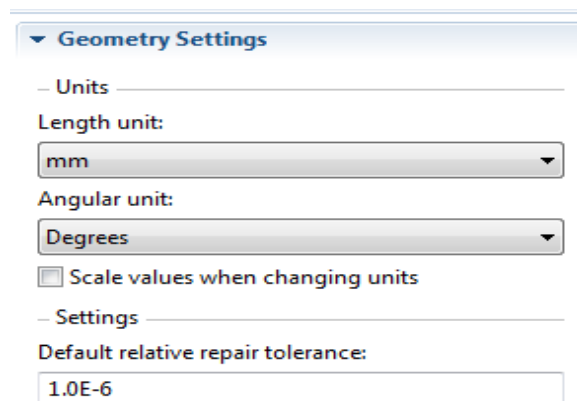 Geometry Settings
Units
Length unit:
mm
Angular unit:
Degrees
Scale values when changing units
Settings
Default relative repair tolerance:
1.0E-6